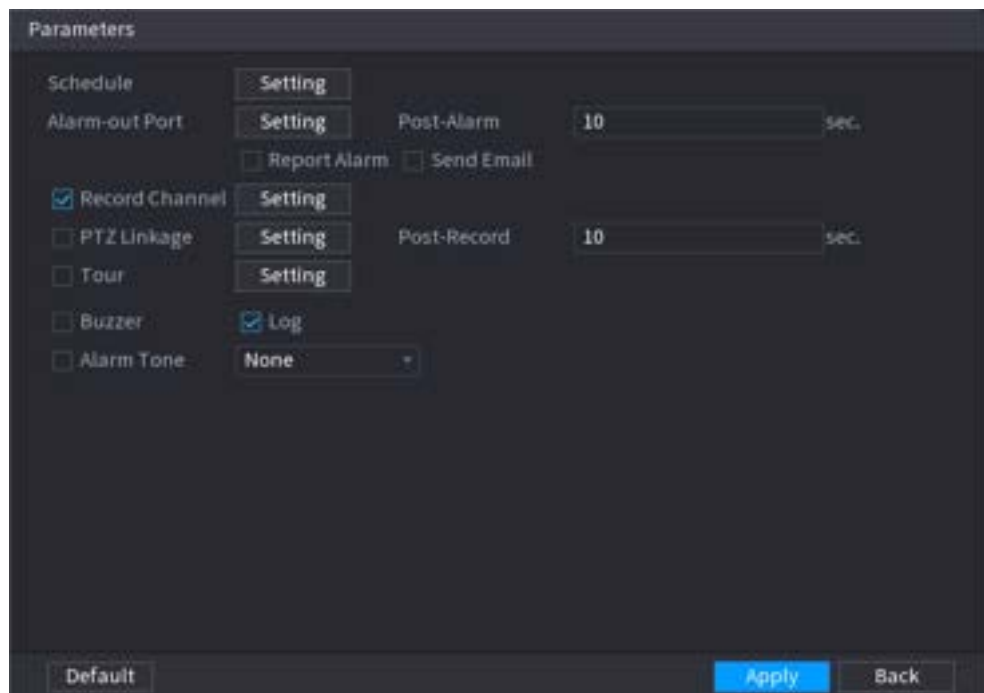 Parameters
Schedule Setting
Alarm-out Port Setting Post-Alarm 10 sec.
Report Alarm Send Email
Record Channel Setting
PTZ Linkage Setting Post-Record 10 sec.
Tour Setting
Buzzer Log
Alarm Tone None
Default Apply Back